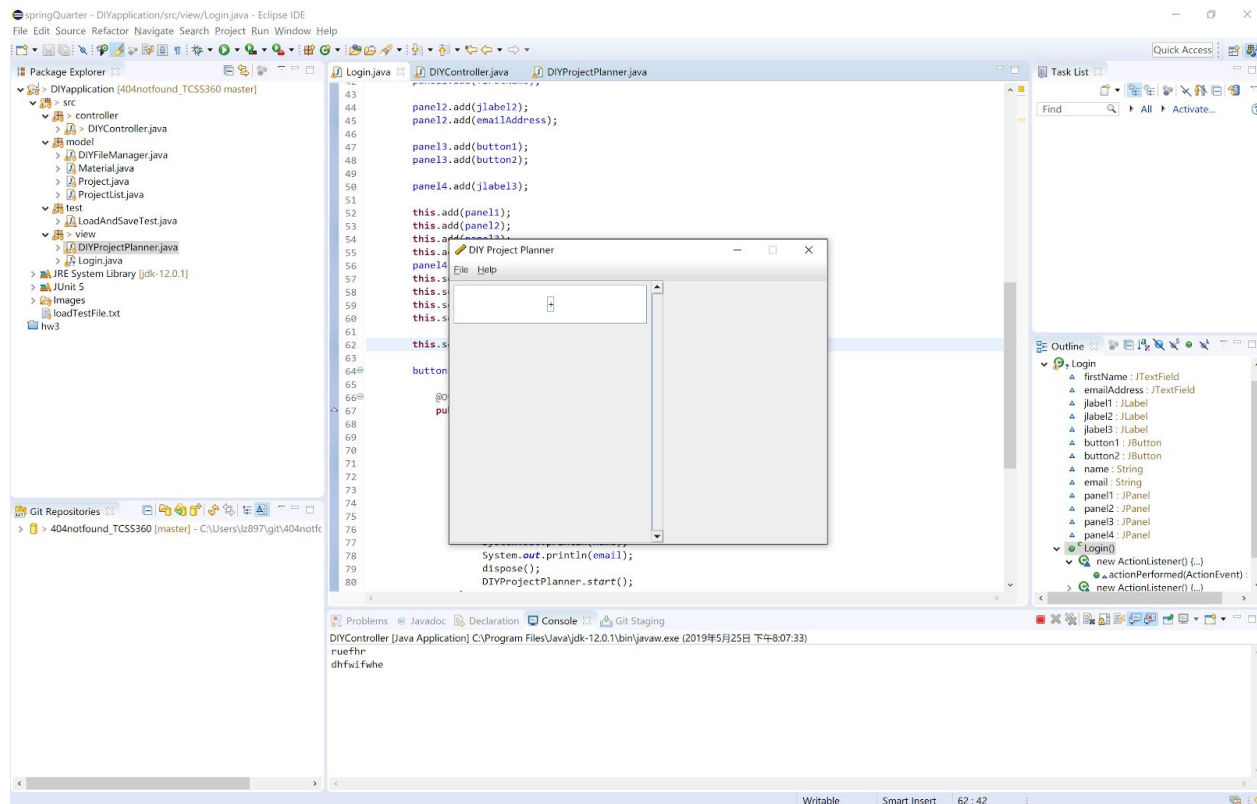 springQuarter - DIYapplication/src/view/Login.java - Eclipse IDE
File Edit Source Refactor Navigate Search Project Run Window Help
Quick Access
Package Explorer
> DIYapplication [404notfound_TCSS360 master]
> src
> controller
> DIYController.java
model
DIYFileManager.java
Material.java
Project.java
ProjectList.java
test
LoadAndSaveTest.java
> view
DIYProjectPlanner.java
Login.java
JRE System Library [jdk-12.0.1]
JUnit 5
Images
loadTestFile.txt
hw3
Git Repositories
> 404notfound_TCSS360 [master] - C:\Users\lz897\git\404notfc
Login.java
DIYController.java
DIYProjectPlanner.java
43
44 panel2.add(jlabel2);
45 panel2.add(emailAddress);
46
47 panel3.add(button1);
48 panel3.add(button2);
49
50 panel4.add(jlabel3);
51
52 this.add(panel1);
53 this.add(panel2);
54 this.add(panel3);
55 this.a
56 panel4
57 this.s
58 this.s
59 this.s
60 this.s
61
62 this.s
63
64 button
65
66 @O
67 pu
68
69
70
71
72
73
74
75
76
77 System.out.println(name);
78 System.out.println(email);
79 dispose();
80 DIYProjectPlanner.start();
DIY Project Planner
File Help
+
Task List
Find
All
Activate...
Outline
Login
firstName : JTextField
emailAddress : JTextField
jlabel1 : JLabel
jlabel2 : JLabel
jlabel3 : JLabel
button1 : JButton
button2 : JButton
name : String
email : String
panel1 : JPanel
panel2 : JPanel
panel3 : JPanel
panel4 : JPanel
Login()
new ActionListener() {...}
actionPerformed(ActionEvent) :
new ActionListener() {...}
Problems
Javadoc
Declaration
Console
Git Staging
DIYController [Java Application] C:\Program Files\Java\jdk-12.0.1\bin\javaw.exe (2019年5月25日 下午8:07:33)
ruefhr
dhfwifwhe
Writable
Smart Insert
62 : 42